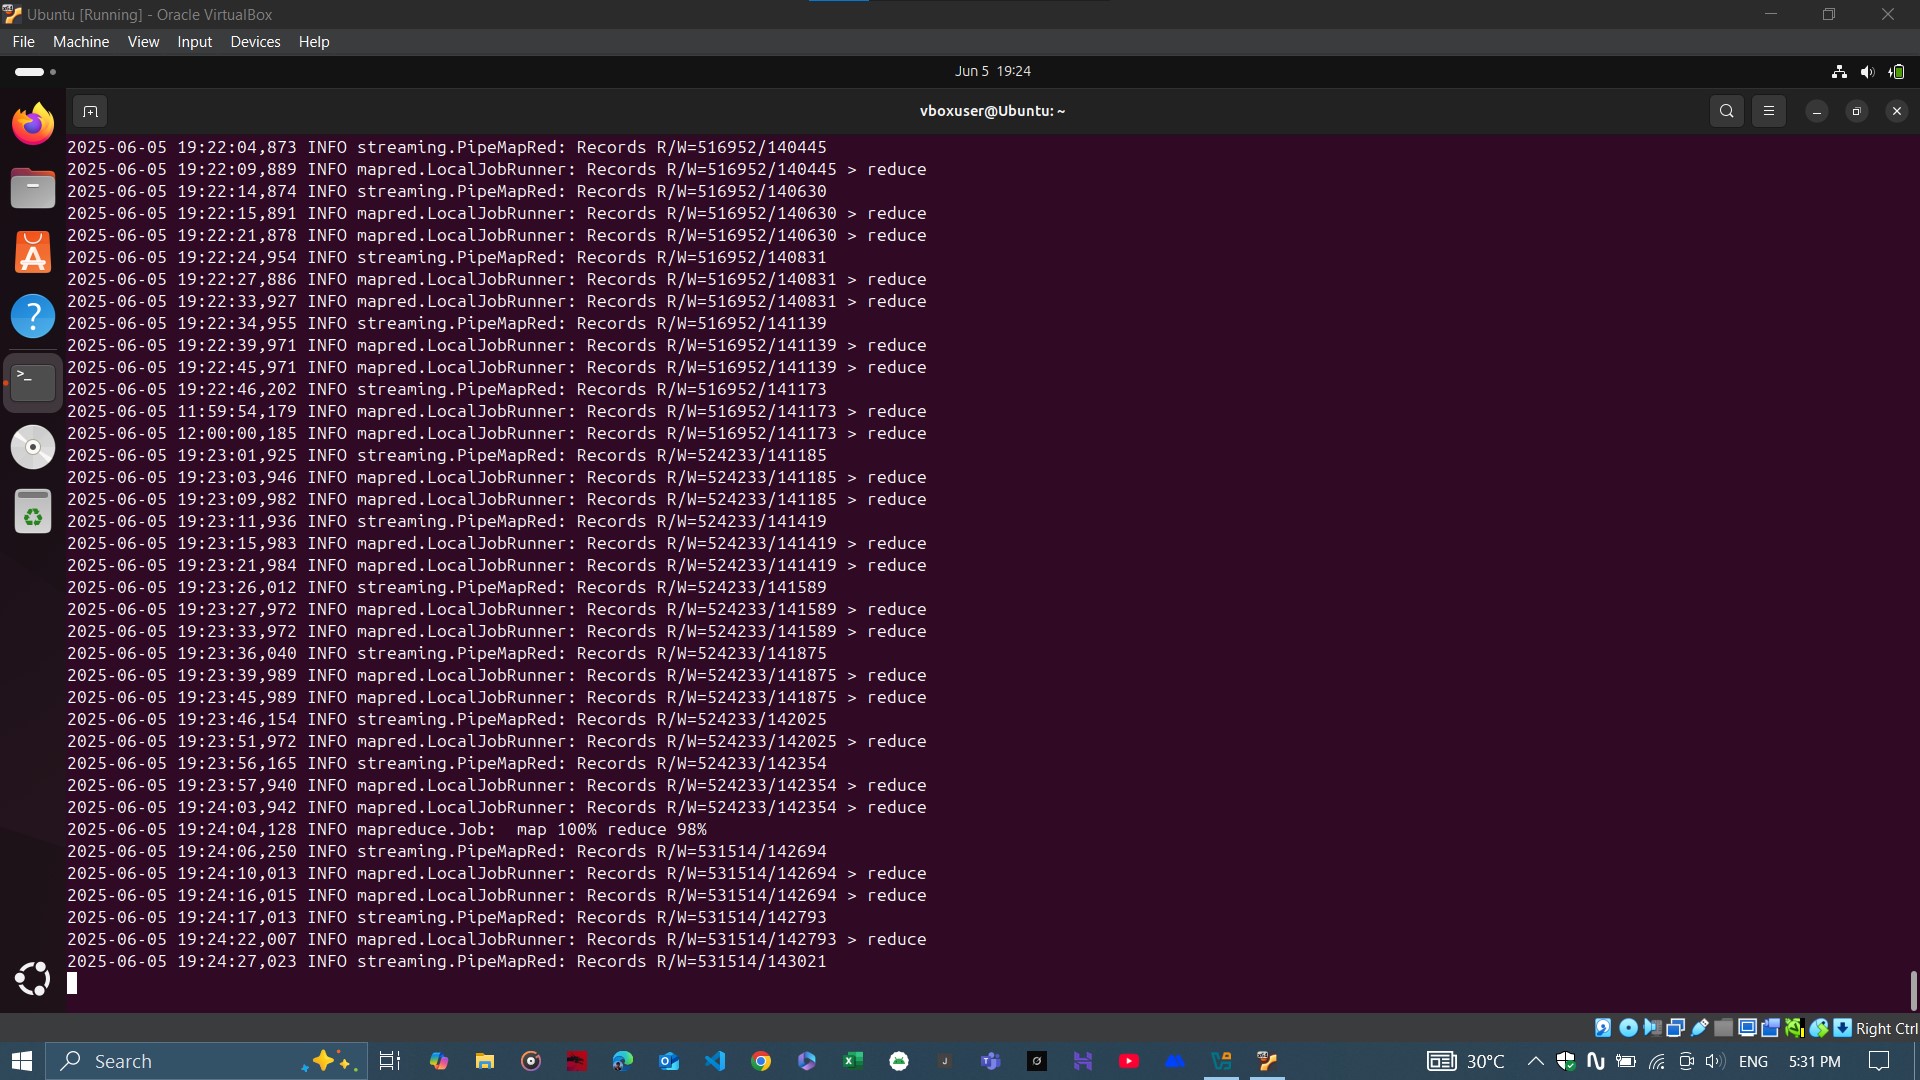 Ubuntu [Running] - Oracle VirtualBox
File Machine View Input Devices Help
Jun 5 19:24
vboxuser@Ubuntu: ~
2025-06-05 19:22:04,873 INFO streaming.PipeMapRed: Records R/W=516952/140445
2025-06-05 19:22:09,889 INFO mapred.LocalJobRunner: Records R/W=516952/140445 > reduce
2025-06-05 19:22:14,874 INFO streaming.PipeMapRed: Records R/W=516952/140630
2025-06-05 19:22:15,891 INFO mapred.LocalJobRunner: Records R/W=516952/140630 > reduce
2025-06-05 19:22:21,878 INFO mapred.LocalJobRunner: Records R/W=516952/140630 > reduce
2025-06-05 19:22:24,954 INFO streaming.PipeMapRed: Records R/W=516952/140831
2025-06-05 19:22:27,886 INFO mapred.LocalJobRunner: Records R/W=516952/140831 > reduce
2025-06-05 19:22:33,927 INFO mapred.LocalJobRunner: Records R/W=516952/140831 > reduce
2025-06-05 19:22:34,955 INFO streaming.PipeMapRed: Records R/W=516952/141139
2025-06-05 19:22:39,971 INFO mapred.LocalJobRunner: Records R/W=516952/141139 > reduce
2025-06-05 19:22:45,971 INFO mapred.LocalJobRunner: Records R/W=516952/141139 > reduce
2025-06-05 19:22:46,202 INFO streaming.PipeMapRed: Records R/W=516952/141173
2025-06-05 11:59:54,179 INFO mapred.LocalJobRunner: Records R/W=516952/141173 > reduce
2025-06-05 12:00:00,185 INFO mapred.LocalJobRunner: Records R/W=516952/141173 > reduce
2025-06-05 19:23:01,925 INFO streaming.PipeMapRed: Records R/W=524233/141185
2025-06-05 19:23:03,946 INFO mapred.LocalJobRunner: Records R/W=524233/141185 > reduce
2025-06-05 19:23:09,982 INFO mapred.LocalJobRunner: Records R/W=524233/141185 > reduce
2025-06-05 19:23:11,936 INFO streaming.PipeMapRed: Records R/W=524233/141419
2025-06-05 19:23:15,983 INFO mapred.LocalJobRunner: Records R/W=524233/141419 > reduce
2025-06-05 19:23:21,984 INFO mapred.LocalJobRunner: Records R/W=524233/141419 > reduce
2025-06-05 19:23:26,012 INFO streaming.PipeMapRed: Records R/W=524233/141589
2025-06-05 19:23:27,972 INFO mapred.LocalJobRunner: Records R/W=524233/141589 > reduce
2025-06-05 19:23:33,972 INFO mapred.LocalJobRunner: Records R/W=524233/141589 > reduce
2025-06-05 19:23:36,040 INFO streaming.PipeMapRed: Records R/W=524233/141875
2025-06-05 19:23:39,989 INFO mapred.LocalJobRunner: Records R/W=524233/141875 > reduce
2025-06-05 19:23:45,989 INFO mapred.LocalJobRunner: Records R/W=524233/141875 > reduce
2025-06-05 19:23:46,154 INFO streaming.PipeMapRed: Records R/W=524233/142025
2025-06-05 19:23:51,972 INFO mapred.LocalJobRunner: Records R/W=524233/142025 > reduce
2025-06-05 19:23:56,165 INFO streaming.PipeMapRed: Records R/W=524233/142354
2025-06-05 19:23:57,940 INFO mapred.LocalJobRunner: Records R/W=524233/142354 > reduce
2025-06-05 19:24:03,942 INFO mapred.LocalJobRunner: Records R/W=524233/142354 > reduce
2025-06-05 19:24:04,128 INFO mapreduce.Job:  map 100% reduce 98%
2025-06-05 19:24:06,250 INFO streaming.PipeMapRed: Records R/W=531514/142694
2025-06-05 19:24:10,013 INFO mapred.LocalJobRunner: Records R/W=531514/142694 > reduce
2025-06-05 19:24:16,015 INFO mapred.LocalJobRunner: Records R/W=531514/142694 > reduce
2025-06-05 19:24:17,013 INFO streaming.PipeMapRed: Records R/W=531514/142793
2025-06-05 19:24:22,007 INFO mapred.LocalJobRunner: Records R/W=531514/142793 > reduce
2025-06-05 19:24:27,023 INFO streaming.PipeMapRed: Records R/W=531514/143021
Right Ctrl
Search
30°C
ENG
5:31 PM